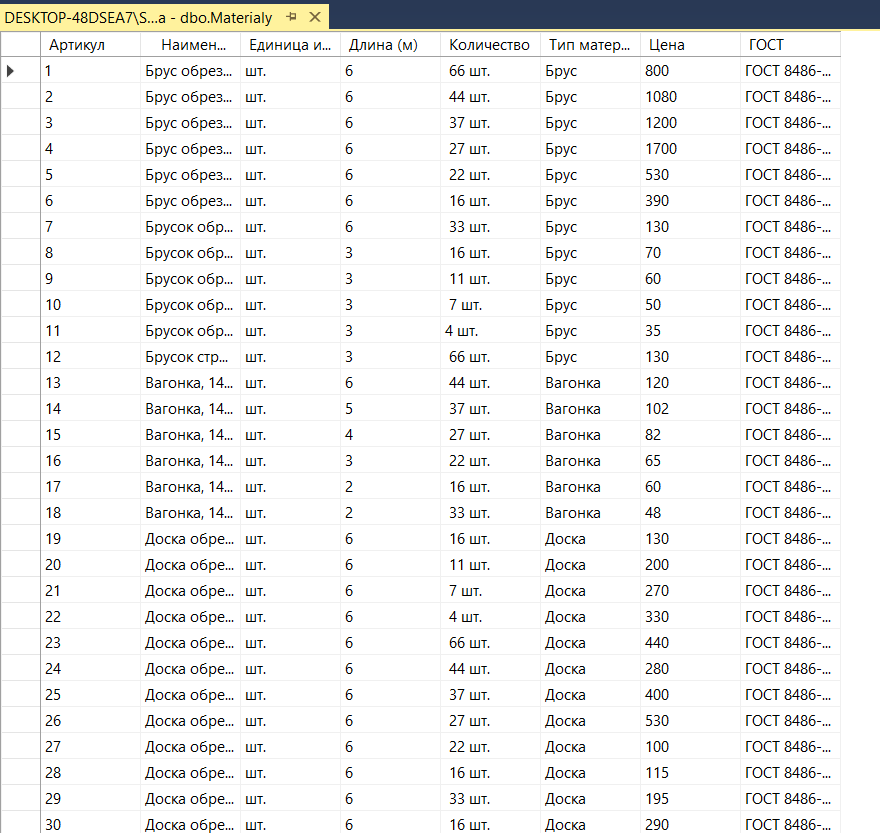 DESKTOP-48DSEA7\S...a - dbo.Materialy
Артикул Наимен... Единица и... Длина (м) Количество Тип матер... Цена ГОСТ
1 Брус обрез... шт. 6 66 шт. Брус 800 ГОСТ 8486-...
2 Брус обрез... шт. 6 44 шт. Брус 1080 ГОСТ 8486-...
3 Брус обрез... шт. 6 37 шт. Брус 1200 ГОСТ 8486-...
4 Брус обрез... шт. 6 27 шт. Брус 1700 ГОСТ 8486-...
5 Брус обрез... шт. 6 22 шт. Брус 530 ГОСТ 8486-...
6 Брус обрез... шт. 6 16 шт. Брус 390 ГОСТ 8486-...
7 Брусок обр... шт. 6 33 шт. Брус 130 ГОСТ 8486-...
8 Брусок обр... шт. 3 16 шт. Брус 70 ГОСТ 8486-...
9 Брусок обр... шт. 3 11 шт. Брус 60 ГОСТ 8486-...
10 Брусок обр... шт. 3 7 шт. Брус 50 ГОСТ 8486-...
11 Брусок обр... шт. 3 4 шт. Брус 35 ГОСТ 8486-...
12 Брусок стр... шт. 3 66 шт. Брус 130 ГОСТ 8486-...
13 Вагонка, 14... шт. 6 44 шт. Вагонка 120 ГОСТ 8486-...
14 Вагонка, 14... шт. 5 37 шт. Вагонка 102 ГОСТ 8486-...
15 Вагонка, 14... шт. 4 27 шт. Вагонка 82 ГОСТ 8486-...
16 Вагонка, 14... шт. 3 22 шт. Вагонка 65 ГОСТ 8486-...
17 Вагонка, 14... шт. 2 16 шт. Вагонка 60 ГОСТ 8486-...
18 Вагонка, 14... шт. 2 33 шт. Вагонка 48 ГОСТ 8486-...
19 Доска обре... шт. 6 16 шт. Доска 130 ГОСТ 8486-...
20 Доска обре... шт. 6 11 шт. Доска 200 ГОСТ 8486-...
21 Доска обре... шт. 6 7 шт. Доска 270 ГОСТ 8486-...
22 Доска обре... шт. 6 4 шт. Доска 330 ГОСТ 8486-...
23 Доска обре... шт. 6 66 шт. Доска 440 ГОСТ 8486-...
24 Доска обре... шт. 6 44 шт. Доска 280 ГОСТ 8486-...
25 Доска обре... шт. 6 37 шт. Доска 400 ГОСТ 8486-...
26 Доска обре... шт. 6 27 шт. Доска 530 ГОСТ 8486-...
27 Доска обре... шт. 6 22 шт. Доска 100 ГОСТ 8486-...
28 Доска обре... шт. 6 16 шт. Доска 115 ГОСТ 8486-...
29 Доска обре... шт. 6 33 шт. Доска 195 ГОСТ 8486-...
30 Доска обре... шт. 6 16 шт. Доска 290 ГОСТ 8486-...